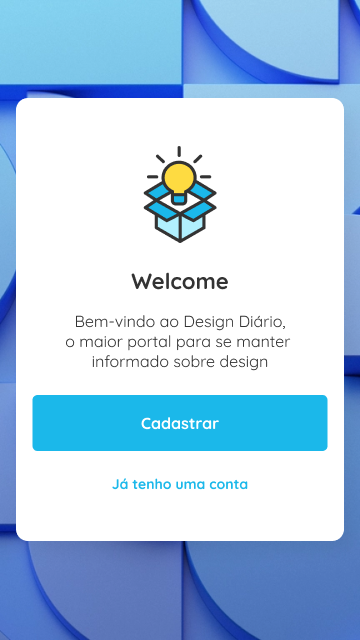 Welcome
Bem-vindo ao Design Diário,
o maior portal para se manter
informado sobre design
Cadastrar
Já tenho uma conta